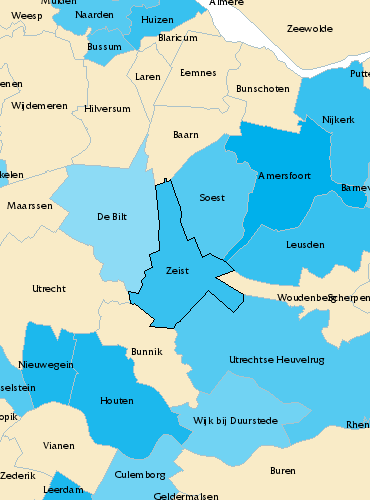 Almere
Muiden
Weesp
Naarden
Huizen
Zeewolde
Blaricum
Bussum
Laren
Eemnes
Putte
enen
Bunschoten
Wijdemeren
Hilversum
Nijkerk
Baarn
kelen
Amersfoort
Barnev
Soest
Maarssen
De Bilt
Leusden
Zeist
Utrecht
Woudenberg
Scherpen
Bunnik
Utrechtse Heuvelrug
Nieuwegein
sselstein
Houten
opik
Wijk bij Duurstede
Rhen
Vianen
Zederik
Culemborg
Buren
Leerdam
Geldermalsen